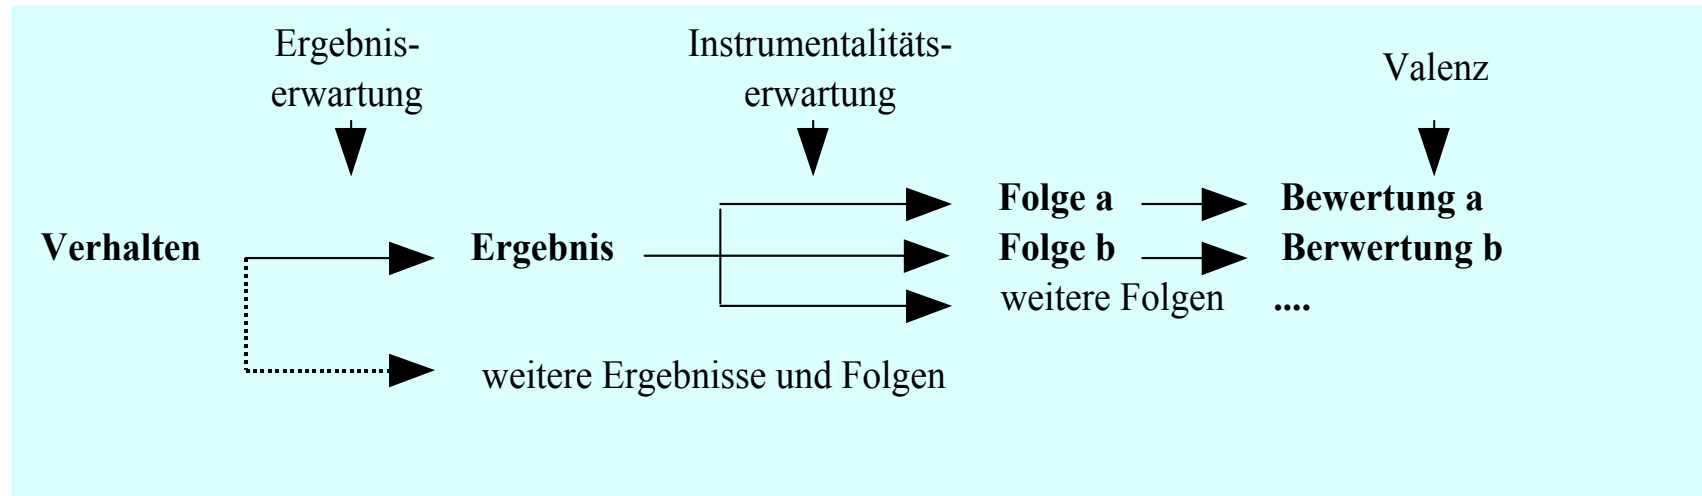 Ergebnis-
erwartung
Instrumentalitäts-
erwartung
Valenz
Verhalten
Ergebnis
Folge a
Bewertung a
Folge b
Berwertung b
weitere Folgen
....
weitere Ergebnisse und Folgen